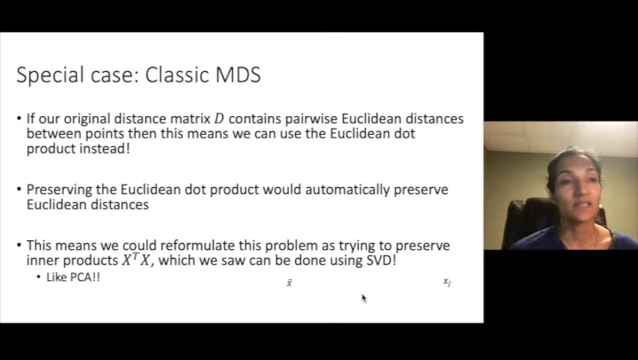 Special case: Classic MDS
• If our original distance matrix D contains pairwise Euclidean distances
between points then this means we can use the Euclidean dot
product instead!
• Preserving the Euclidean dot product would automatically preserve
Euclidean distances
• This means we could reformulate this problem as trying to preserve
inner products XᵀX, which we saw can be done using SVD!
• Like PCA!!
x̄ xⱼ